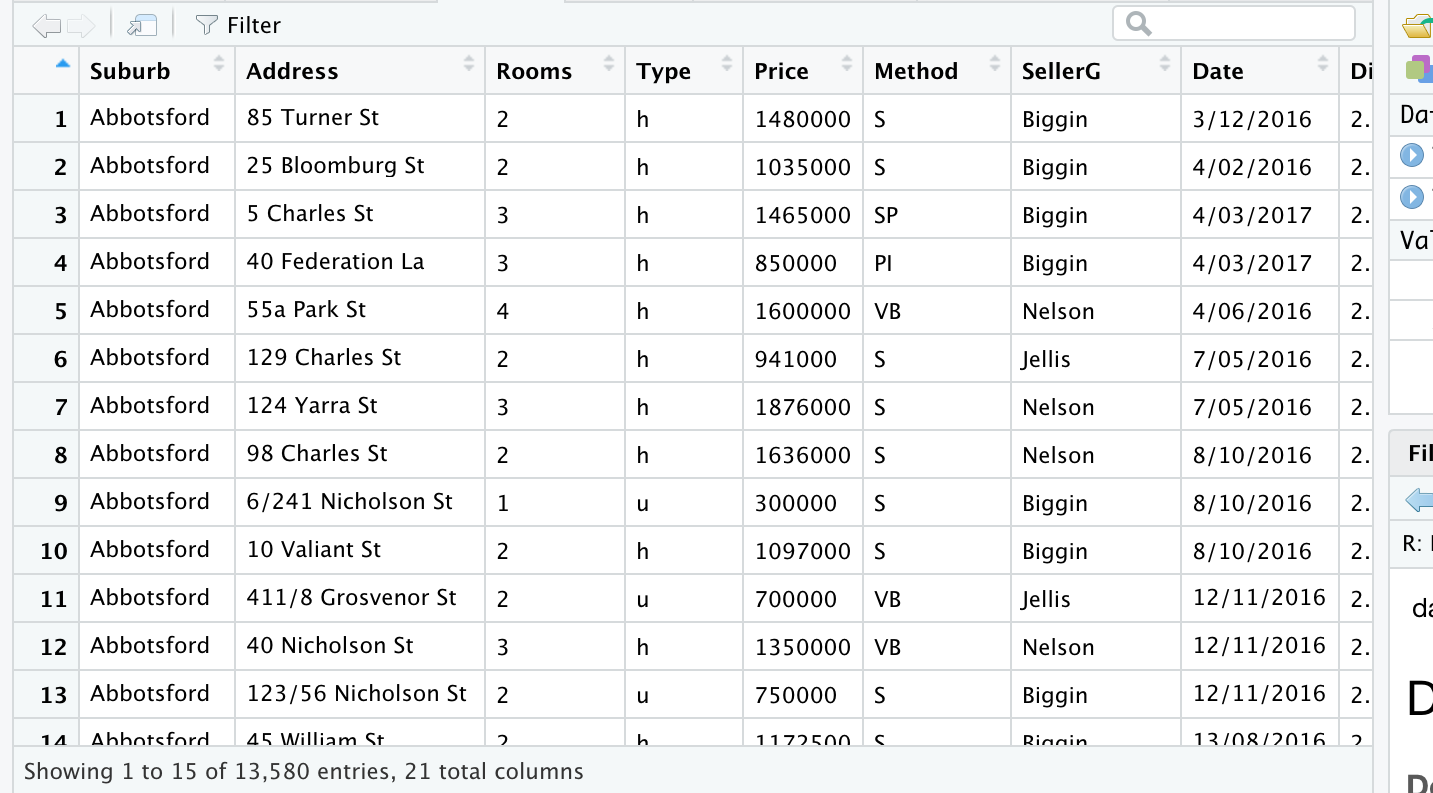 Filter
Suburb Address Rooms Type Price Method SellerG Date Di
1 Abbotsford 85 Turner St 2 h 1480000 S Biggin 3/12/2016 2.
2 Abbotsford 25 Bloomburg St 2 h 1035000 S Biggin 4/02/2016 2.
3 Abbotsford 5 Charles St 3 h 1465000 SP Biggin 4/03/2017 2.
4 Abbotsford 40 Federation La 3 h 850000 PI Biggin 4/03/2017 2.
5 Abbotsford 55a Park St 4 h 1600000 VB Nelson 4/06/2016 2.
6 Abbotsford 129 Charles St 2 h 941000 S Jellis 7/05/2016 2.
7 Abbotsford 124 Yarra St 3 h 1876000 S Nelson 7/05/2016 2.
8 Abbotsford 98 Charles St 2 h 1636000 S Nelson 8/10/2016 2.
9 Abbotsford 6/241 Nicholson St 1 u 300000 S Biggin 8/10/2016 2.
10 Abbotsford 10 Valiant St 2 h 1097000 S Biggin 8/10/2016 2.
11 Abbotsford 411/8 Grosvenor St 2 u 700000 VB Jellis 12/11/2016 2.
12 Abbotsford 40 Nicholson St 3 h 1350000 VB Nelson 12/11/2016 2.
13 Abbotsford 123/56 Nicholson St 2 u 750000 S Biggin 12/11/2016 2.
14 Abbotsford 45 William St 2 h 1172500 S Biggin 13/08/2016 2
Showing 1 to 15 of 13,580 entries, 21 total columns
Da
Va
Fil
R:
da
D
De